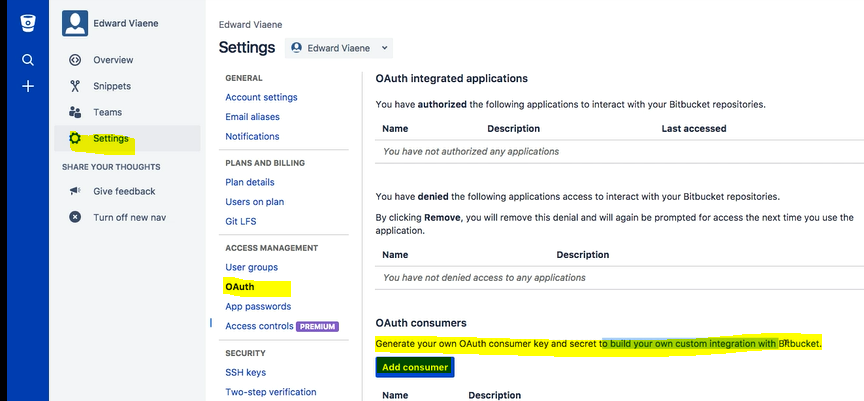 Edward Viaene
Overview
Snippets
Teams
Settings
SHARE YOUR THOUGHTS
Give feedback
Turn off new nav
Edward Viaene
Settings
Edward Viaene
GENERAL
Account settings
Email aliases
Notifications
PLANS AND BILLING
Plan details
Users on plan
Git LFS
ACCESS MANAGEMENT
User groups
OAuth
App passwords
Access controls PREMIUM
SECURITY
SSH keys
Two-step verification
OAuth integrated applications
You have authorized the following applications to interact with your Bitbucket repositories.
Name Description Last accessed
You have not authorized any applications
You have denied the following applications access to interact with your Bitbucket repositories.
By clicking Remove, you will remove this denial and will again be prompted for access the next time you use the
application.
Name Description
You have not denied access to any applications
OAuth consumers
Generate your own OAuth consumer key and secret to build your own custom integration with Bitbucket.
Add consumer
Name Description